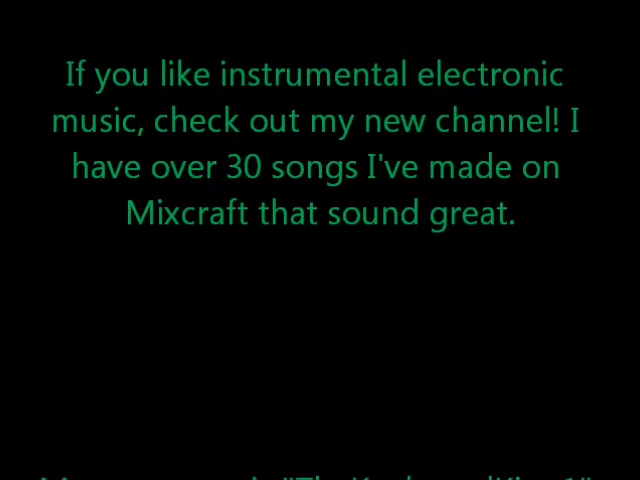 If you like instrumental electronic
music, check out my new channel! I
have over 30 songs I've made on
Mixcraft that sound great.